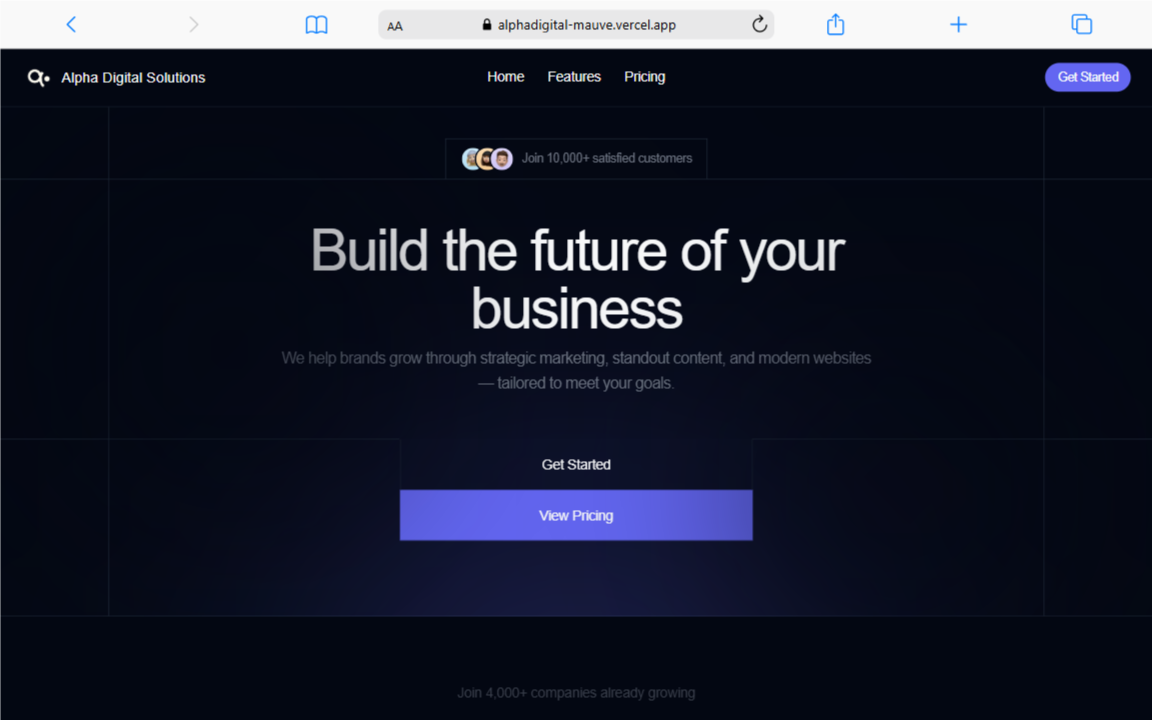 AA alphadigital-mauve.vercel.app
Alpha Digital Solutions Home Features Pricing Get Started
Join 10,000+ satisfied customers
Build the future of your
business
We help brands grow through strategic marketing, standout content, and modern websites
— tailored to meet your goals.
Get Started
View Pricing
Join 4,000+ companies already growing